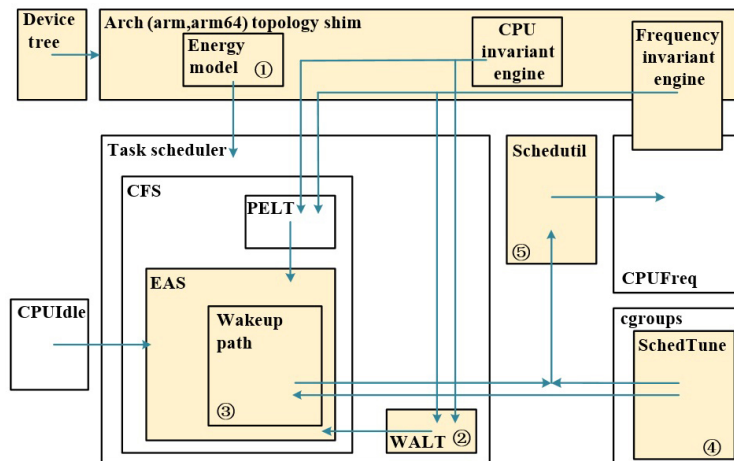 Device
tree
Arch (arm,arm64) topology shim
Energy
model
①
CPU
invariant
engine
Frequency
invariant
engine
Task scheduler
Schedutil
CFS
PELT
⑤
EAS
CPUFreq
CPUIdle
Wakeup
path
cgroups
SchedTune
③
WALT
②
④